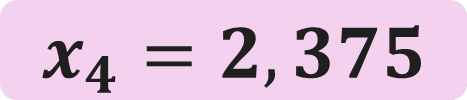 x₄ = 2,375